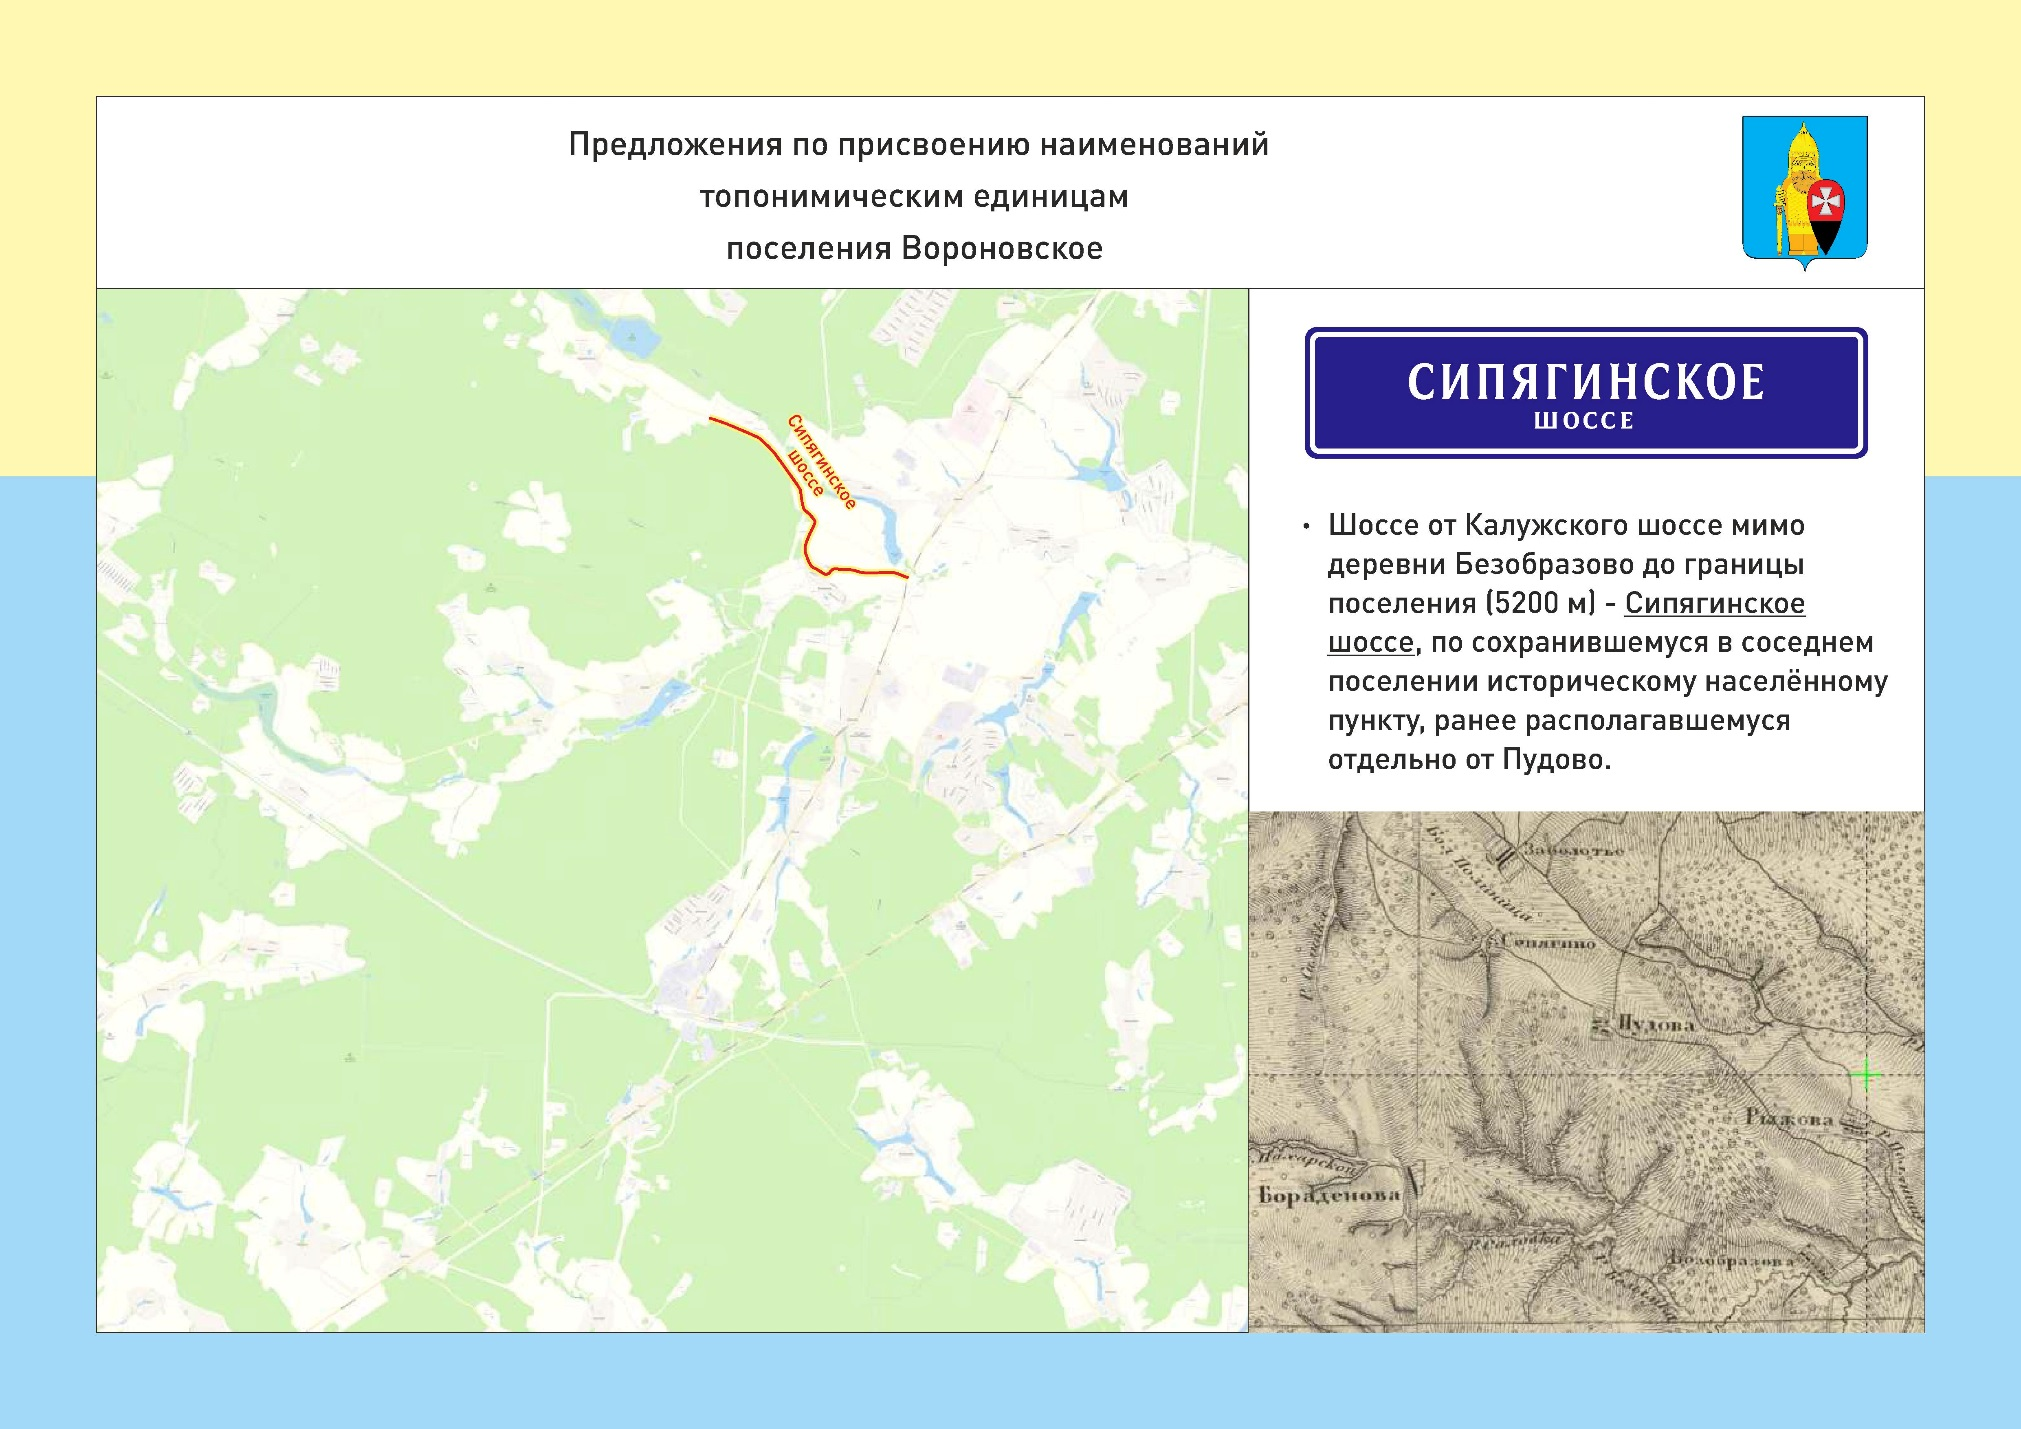 Предложения по присвоению наименований
топонимическим единицам
поселения Вороновское
Сипягинское
шоссе
СИПЯГИНСКОЕ
ШОССЕ
• Шоссе от Калужского шоссе мимо
деревни Безобразово до границы
поселения (5200 м) - Сипягинское
шоссе, по сохранившемуся в соседнем
поселении историческому населённому
пункту, ранее располагавшемуся
отдельно от Пудово.
Заболотье
Сипягино
Пудова
Рыжова
Бораденова
Безобразова